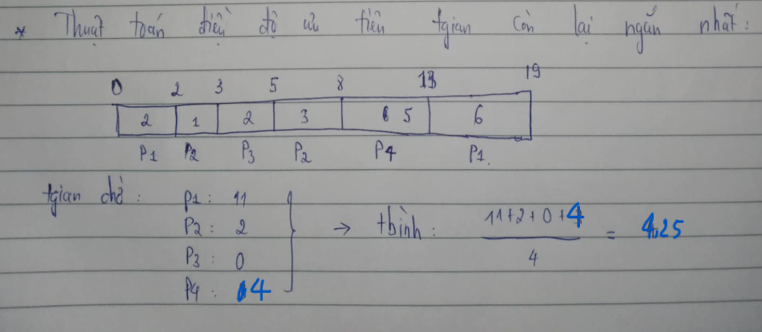 * Thuật toán điều độ ưu tiên tgian còn lại ngắn nhất:
0 2 3 5 8 13 19
2 1 2 3 5 6
P1 P2 P3 P2 P4 P1
tgian chờ: P1: 11
P2: 2
P3: 0
P4: 4
→ tbình: 11+2+0+4 / 4 = 4,25